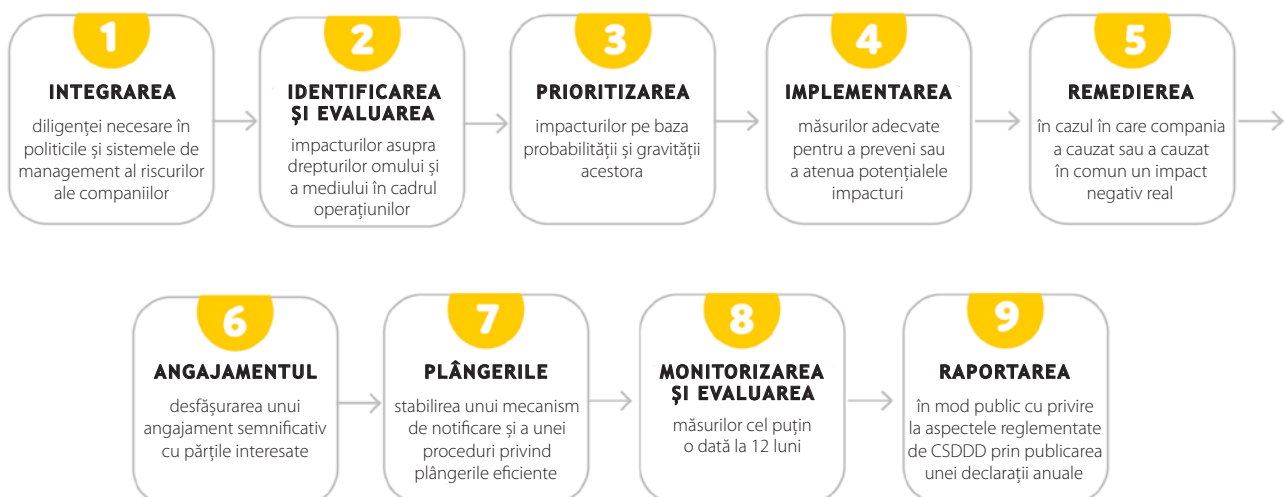 1
INTEGRAREA
diligenței necesare în
politicile și sistemele de
management al riscurilor
ale companiilor
2
IDENTIFICAREA
ȘI EVALUAREA
impacturilor asupra
drepturilor omului și
a mediului în cadrul
operațiunilor
3
PRIORITIZAREA
impacturilor pe baza
probabilității și gravității
acestora
4
IMPLEMENTAREA
măsurilor adecvate
pentru a preveni sau
a atenua potențialele
impacturi
5
REMEDIEREA
în cazul în care compania
a cauzat sau a cauzat
în comun un impact
negativ real
6
ANGAJAMENTUL
desfășurarea unui
angajament semnificativ
cu părțile interesate
7
PLÂNGERILE
stabilirea unui mecanism
de notificare și a unei
proceduri privind
plângerile eficiente
8
MONITORIZAREA
ȘI EVALUAREA
măsurilor cel puțin
o dată la 12 luni
9
RAPORTAREA
în mod public cu privire
la aspectele reglementate
de CSDDD prin publicarea
unei declarații anuale